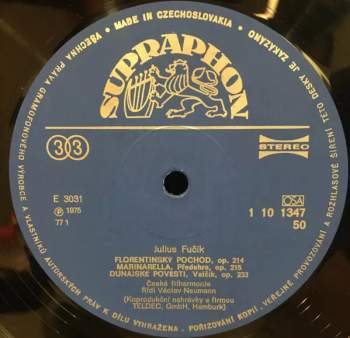 • MADE IN CZECHOSLOVAKIA • VŠECHNA PRÁVA GRAMOFONOVÉHO VÝROBCE A VLASTNÍKŮ AUTORSKÝCH PRÁV K DÍLU VYHRAŽENA. POŘIZOVÁNÍ KOPIÍ, VEŘEJNÉ PROVOZOVÁNÍ A ROZHLASOVÉ ŠÍŘENÍ TÉTO DESKY JE ZAKÁZÁNO
SUPRAPHON
33
STEREO
E 3031
℗ 1975
77 1
OSA
1 10 1347
50
Julius Fučík
FLORENTINSKÝ POCHOD, op. 214
MARINARELLA, Předehra, op. 215
DUNAJSKÉ POVĚSTI, Valčík, op. 233
Česká filharmonie
Řídí Václav Neumann
(Koprodukční nahrávky s firmou
TELDEC, GmbH, Hamburk)